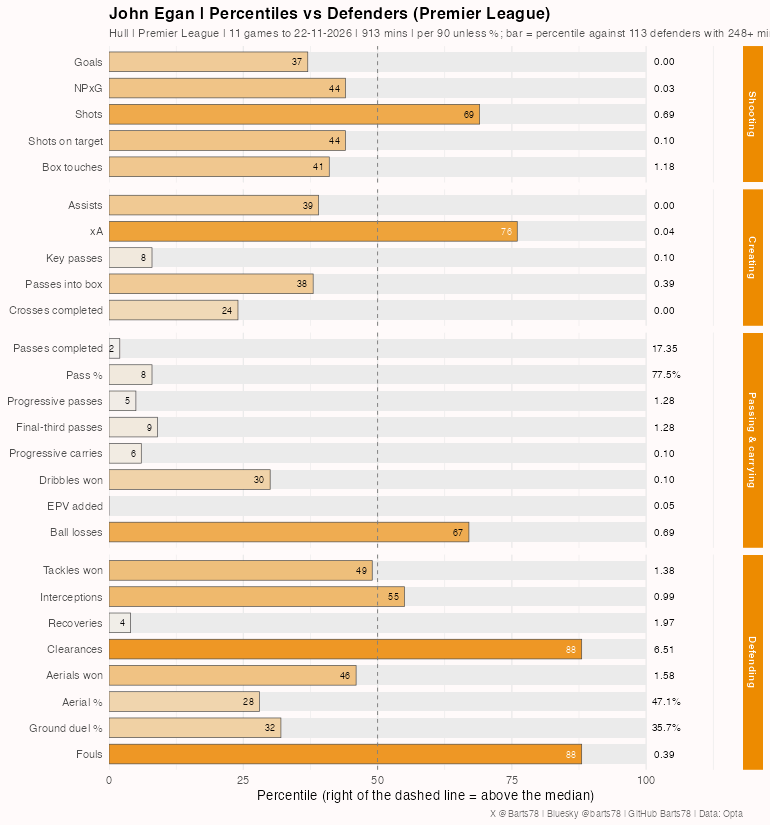 John Egan | Percentiles vs Defenders (Premier League)
Hull | Premier League | 11 games to 22-11-2026 | 913 mins | per 90 unless %; bar = percentile against 113 defenders with 248+ mi
Goals 37 0.00
NPxG 44 0.03
Shots 69 0.69
Shots on target 44 0.10
Box touches 41 1.18
Shooting
Assists 39 0.00
xA 76 0.04
Key passes 8 0.10
Passes into box 38 0.39
Crosses completed 24 0.00
Creating
Passes completed 2 17.35
Pass % 8 77.5%
Progressive passes 5 1.28
Final-third passes 9 1.28
Progressive carries 6 0.10
Dribbles won 30 0.10
EPV added 0.05
Ball losses 67 0.69
Passing & carrying
Tackles won 49 1.38
Interceptions 55 0.99
Recoveries 4 1.97
Clearances 88 6.51
Aerials won 46 1.58
Aerial % 28 47.1%
Ground duel % 32 35.7%
Fouls 88 0.39
Defending
0 25 50 75 100
Percentile (right of the dashed line = above the median)
X @Barts78 | Bluesky @barts78 | GitHub Barts78 | Data: Opta